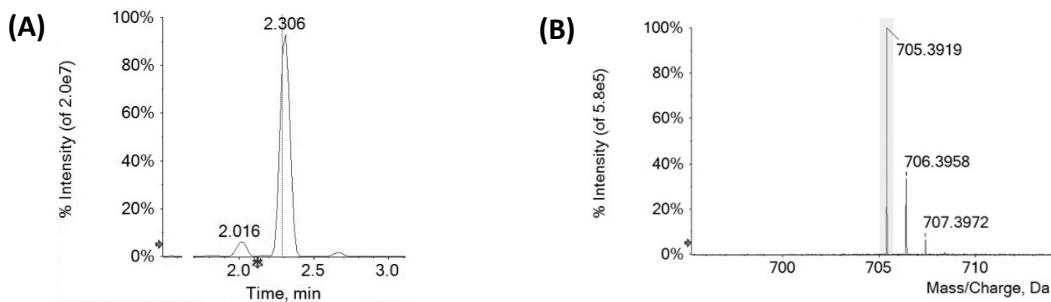 (A)
% Intensity (of 2.0e7)
100%
80%
60%
40%
20%
0%
2.306
2.016
2.0 2.5 3.0
Time, min
(B)
% Intensity (of 5.8e5)
100%
80%
60%
40%
20%
0%
705.3919
706.3958
707.3972
700 705 710
Mass/Charge, Da